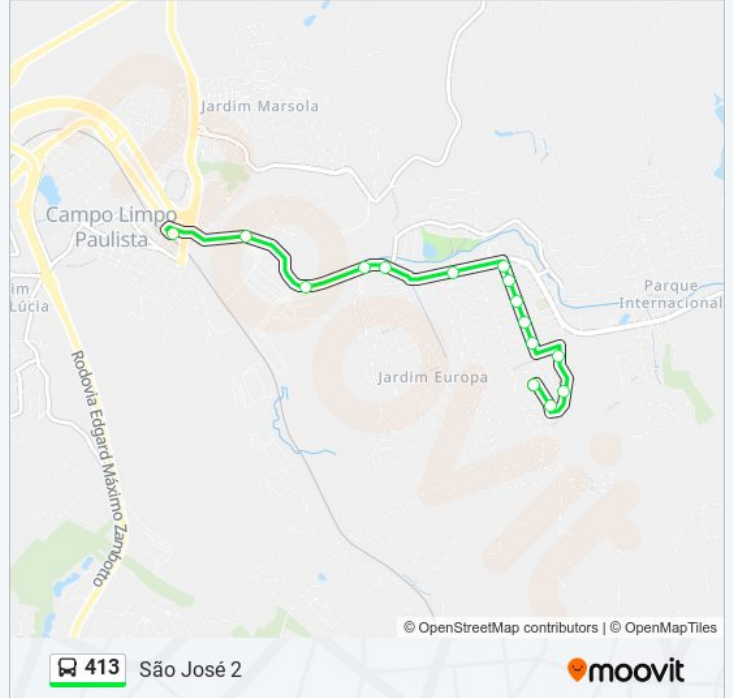 Jardim Marsola
Campo Limpo
Paulista
im
Lúcia
Parque
Internacional
Jardim Europa
Rodovia Edgard Máximo Zambotto
moovit
© OpenStreetMap contributors | © OpenMapTiles
413 São José 2
moovit